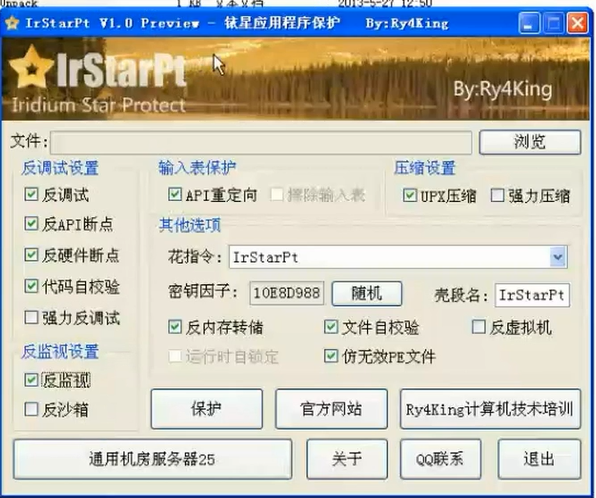 npack 1 KB 文本文档 2013-5-27 12:50
IrStarPt V1.0 Preview - 铱星应用程序保护 By:Ry4King
IrStarPt
Iridium Star Protect
By:Ry4King
文件:
浏览
反调试设置
反调试
反API断点
反硬件断点
代码自校验
强力反调试
输入表保护
API重定向
擦除输入表
压缩设置
UPX压缩
强力压缩
其他选项
花指令:
IrStarPt
密钥因子:
10E8D988
随机
壳段名:
IrStarPt
反内存转储
文件自校验
反虚拟机
运行时自锁定
仿无效PE文件
反监视设置
反监视
反沙箱
保护
官方网站
Ry4King计算机技术培训
通用机房服务器25
关于
QQ联系
退出